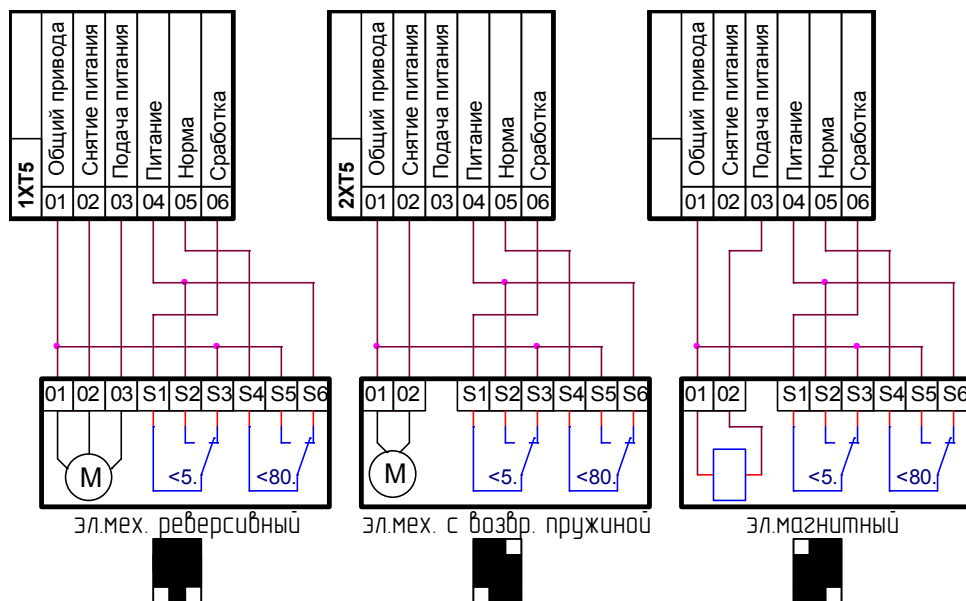 1XT5
Общий привода
Снятие питания
Подача питания
Питание
Норма
Сработка
01 02 03 04 05 06
2XT5
Общий привода
Снятие питания
Подача питания
Питание
Норма
Сработка
01 02 03 04 05 06
Общий привода
Снятие питания
Подача питания
Питание
Норма
Сработка
01 02 03 04 05 06
01 02 03 S1 S2 S3 S4 S5 S6
M <5. <80.
эл.мех. реверсивный
01 02 S1 S2 S3 S4 S5 S6
M <5. <80.
эл.мех. с возвр. пружиной
01 02 S1 S2 S3 S4 S5 S6
<5. <80.
эл.магнитный